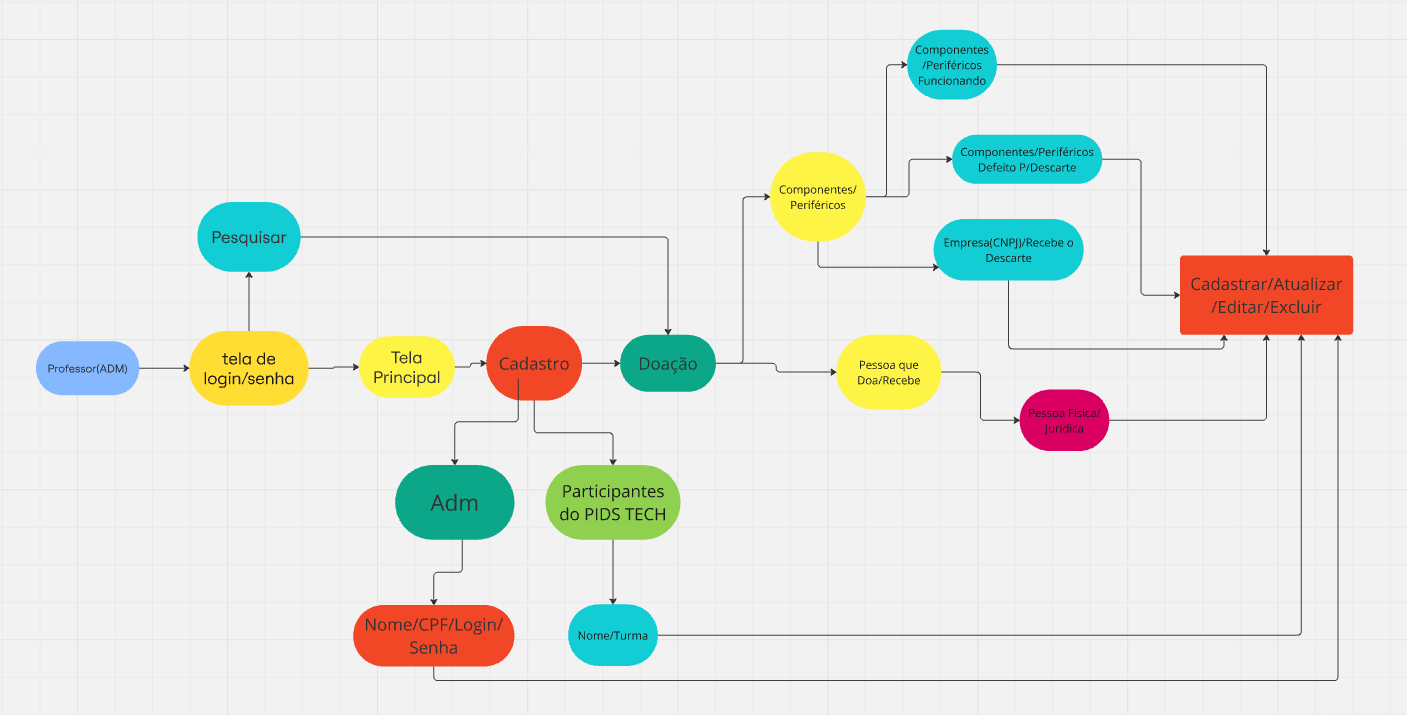 Componentes
/Periféricos
Funcionando
Componentes/Periféricos
Defeito P/Descarte
Componentes/
Periféricos
Pesquisar
Empresa(CNPJ)/Recebe o
Descarte
Cadastrar/Atualizar
/Editar/Excluir
Professor(ADM)
tela de
login/senha
Tela
Principal
Cadastro
Doação
Pessoa que
Doa/Recebe
Pessoa Fisica/
Jurídica
Adm
Participantes
do PIDS TECH
Nome/CPF/Login/
Senha
Nome/Turma